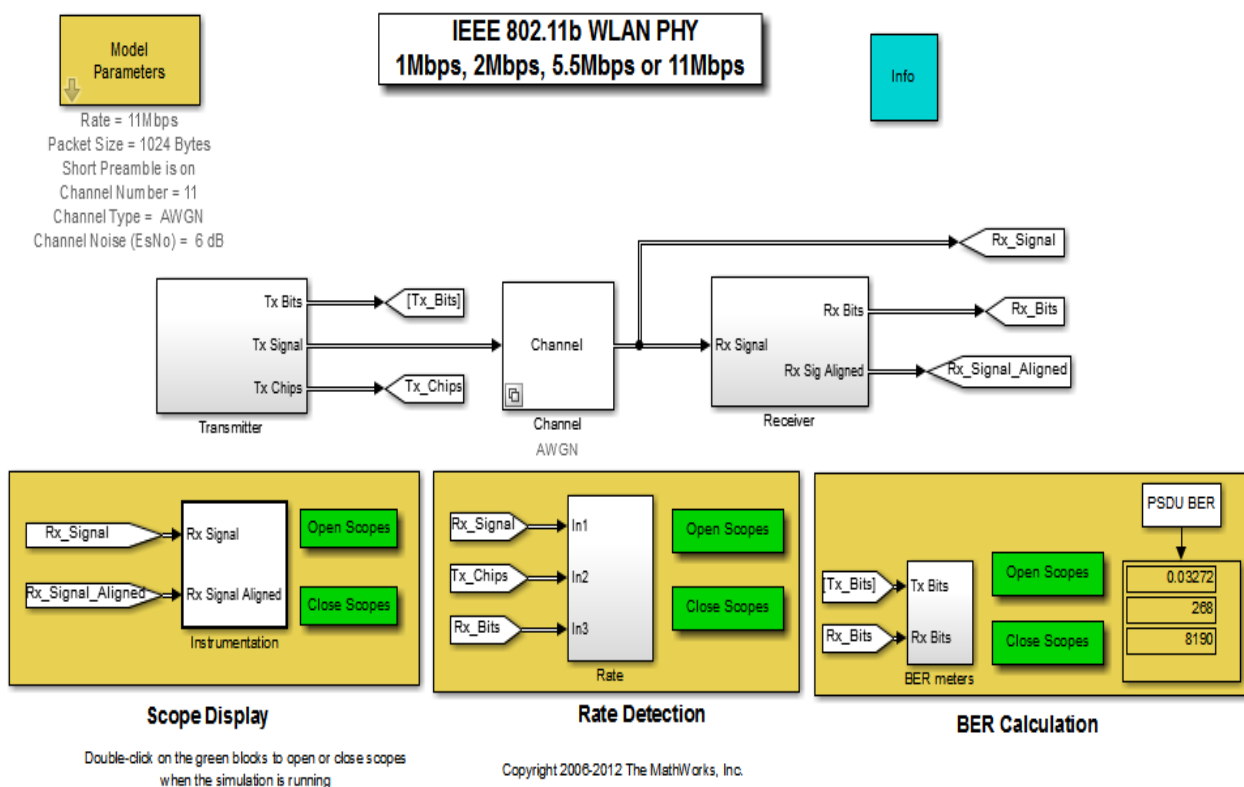 Model
Parameters
IEEE 802.11b WLAN PHY
1Mbps, 2Mbps, 5.5Mbps or 11Mbps
Info
Rate = 11Mbps
Packet Size = 1024 Bytes
Short Preamble is on
Channel Number = 11
Channel Type = AWGN
Channel Noise (EsNo) = 6 dB
Tx Bits
Tx Signal
Tx Chips
Transmitter
[Tx_Bits]
Tx_Chips
Channel
Channel
AWGN
Rx Signal
Rx Bits
Rx Sig Aligned
Receiver
Rx_Signal
Rx_Bits
Rx_Signal_Aligned
Rx_Signal
Rx_Signal_Aligned
Rx Signal
Rx Signal Aligned
Instrumentation
Open Scopes
Close Scopes
Scope Display
Double-click on the green blocks to open or close scopes
when the simulation is running
Rx_Signal
Tx_Chips
Rx_Bits
In1
In2
In3
Rate
Open Scopes
Close Scopes
Rate Detection
Copyright 2006-2012 The MathWorks, Inc.
[Tx_Bits]
Rx_Bits
Tx Bits
Rx Bits
BER meters
Open Scopes
Close Scopes
PSDU BER
0.03272
268
8190
BER Calculation